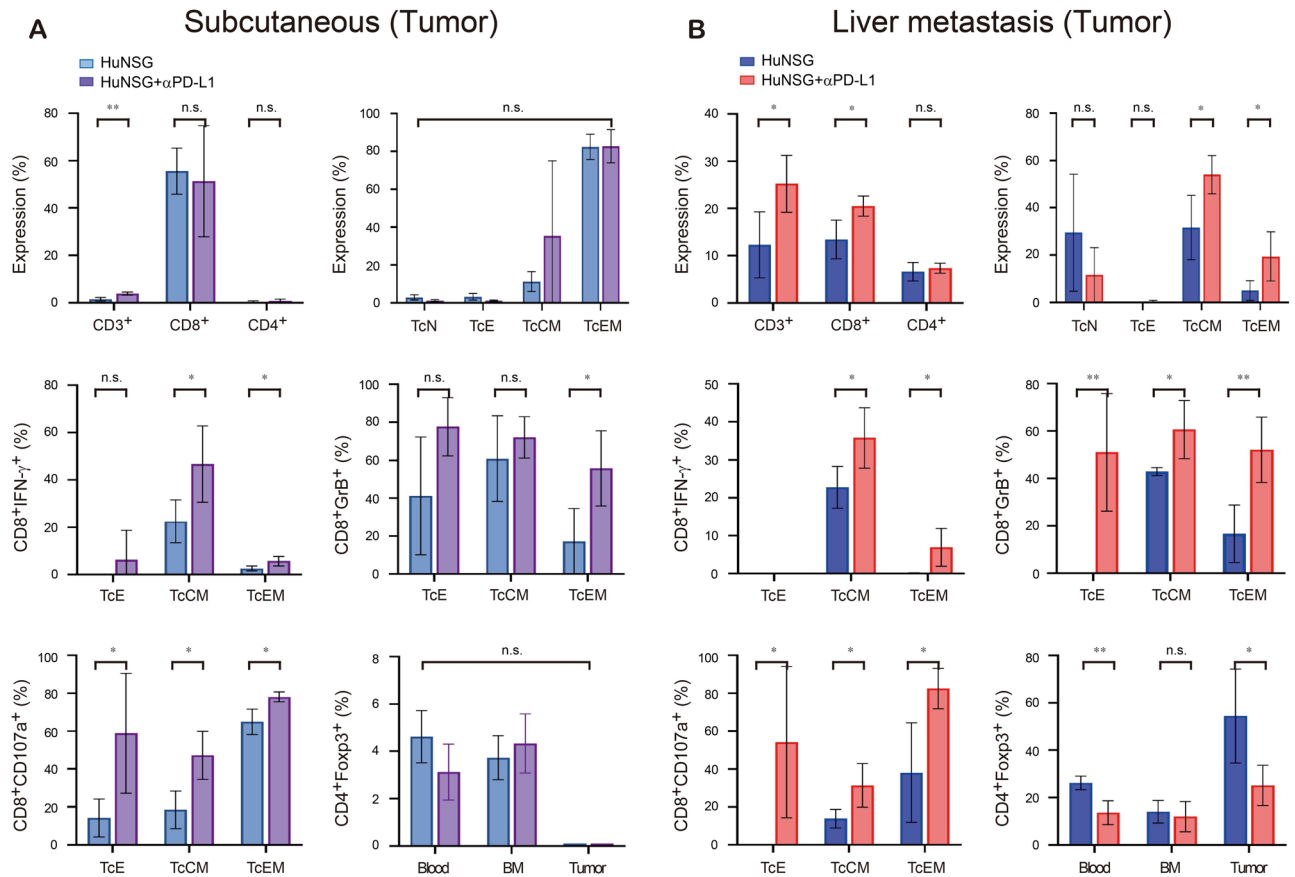 A Subcutaneous (Tumor)
HuNSG
HuNSG+αPD-L1
Expression (%)
80
60
40
20
0
** n.s. n.s.
CD3+ CD8+ CD4+
Expression (%)
100
80
60
40
20
0
n.s.
TcN TcE TcCM TcEM
CD8+IFN-γ+ (%)
80
60
40
20
0
n.s. * *
TcE TcCM TcEM
CD8+GrB+ (%)
100
80
60
40
20
0
n.s. n.s. *
TcE TcCM TcEM
CD8+CD107a+ (%)
100
80
60
40
20
0
* * *
TcE TcCM TcEM
CD4+Foxp3+ (%)
8
6
4
2
0
n.s.
Blood BM Tumor
B Liver metastasis (Tumor)
HuNSG
HuNSG+αPD-L1
Expression (%)
40
30
20
10
0
* * n.s.
CD3+ CD8+ CD4+
Expression (%)
80
60
40
20
0
n.s. n.s. * *
TcN TcE TcCM TcEM
CD8+IFN-γ+ (%)
50
40
30
20
10
0
* *
TcE TcCM TcEM
CD8+GrB+ (%)
80
60
40
20
0
** * **
TcE TcCM TcEM
CD8+CD107a+ (%)
100
80
60
40
20
0
* * *
TcE TcCM TcEM
CD4+Foxp3+ (%)
80
60
40
20
0
** n.s. *
Blood BM Tumor